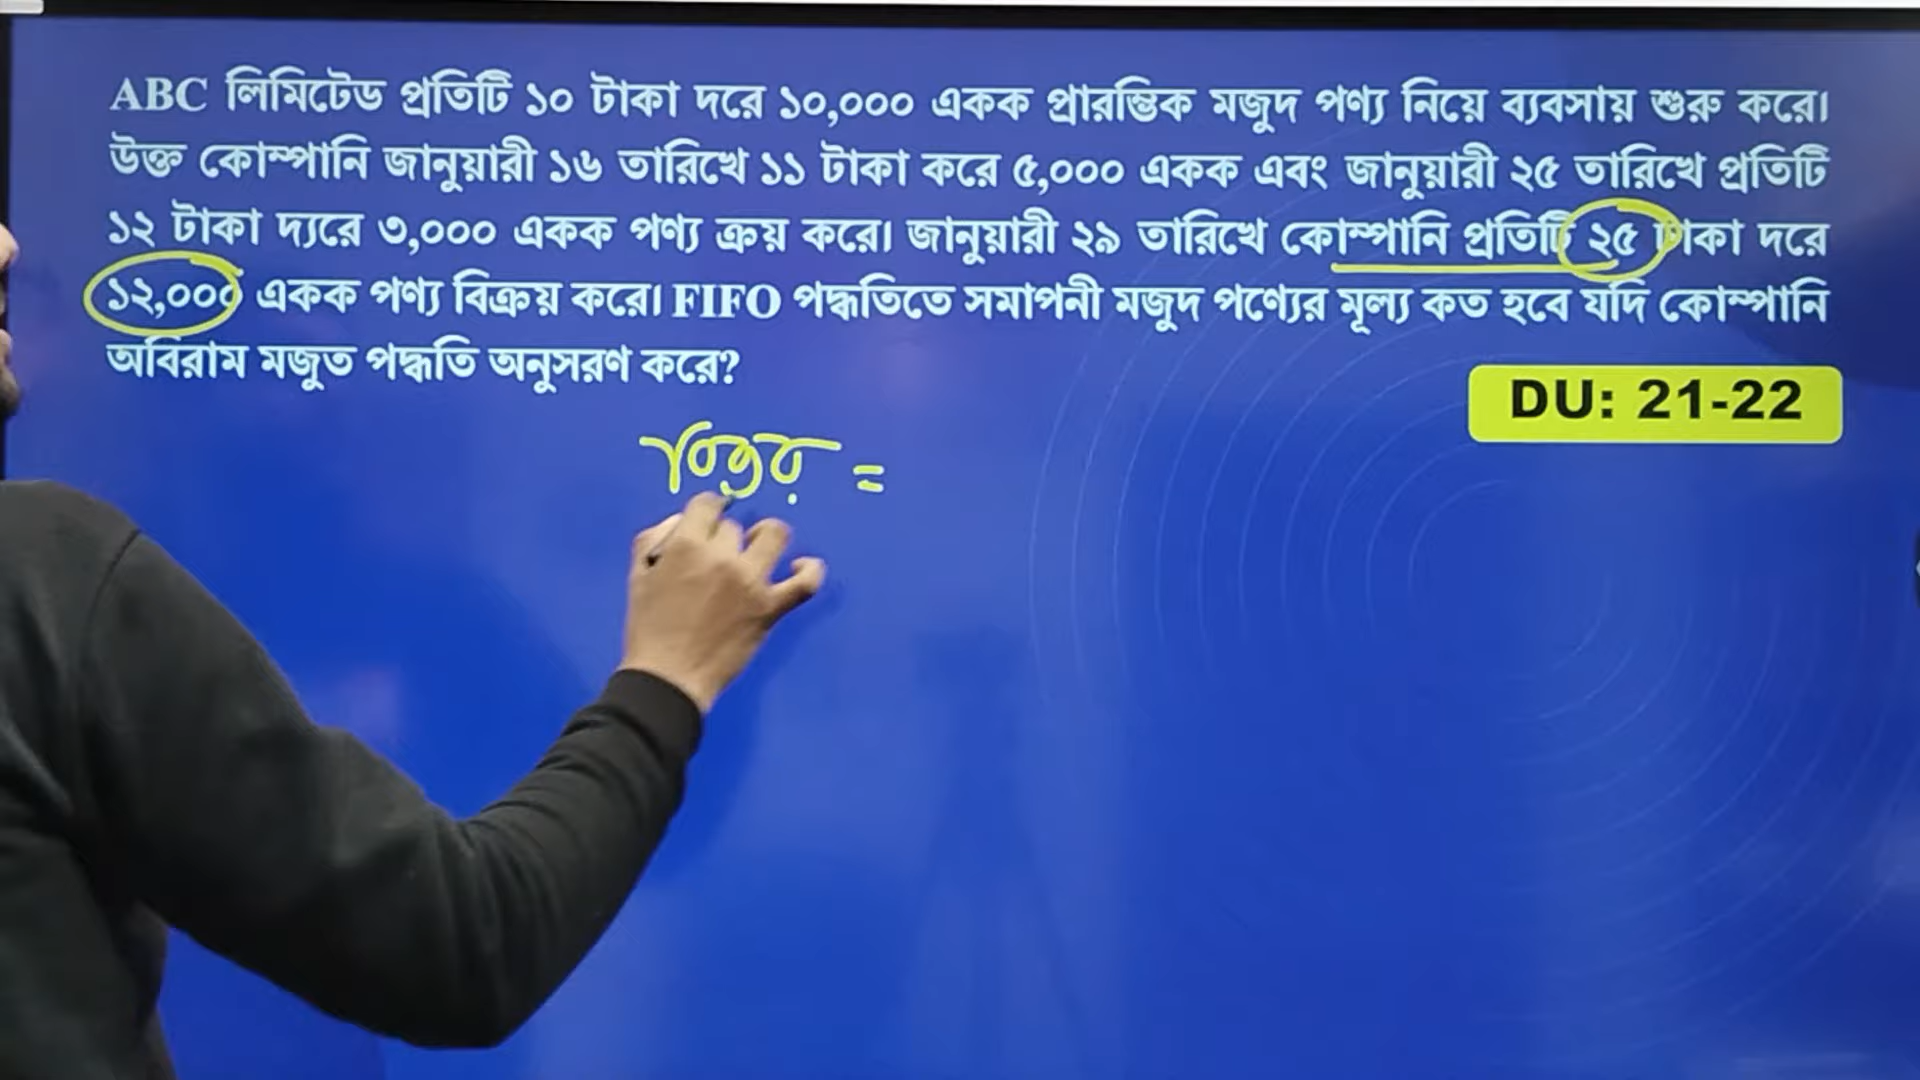 ABC লিমিটেড প্রতিটি ১০ টাকা দরে ১০,০০০ একক প্রারম্ভিক মজুদ পণ্য নিয়ে ব্যবসায় শুরু করে।
উক্ত কোম্পানি জানুয়ারী ১৬ তারিখে ১১ টাকা করে ৫,০০০ একক এবং জানুয়ারী ২৫ তারিখে প্রতিটি
১২ টাকা দ্যরে ৩,০০০ একক পণ্য ক্রয় করে। জানুয়ারী ২৯ তারিখে কোম্পানি প্রতিটি ২৫ টাকা দরে
১২,০০০ একক পণ্য বিক্রয় করে। FIFO পদ্ধতিতে সমাপনী মজুদ পণ্যের মূল্য কত হবে যদি কোম্পানি
অবিরাম মজুত পদ্ধতি অনুসরণ করে?
DU: 21-22
=